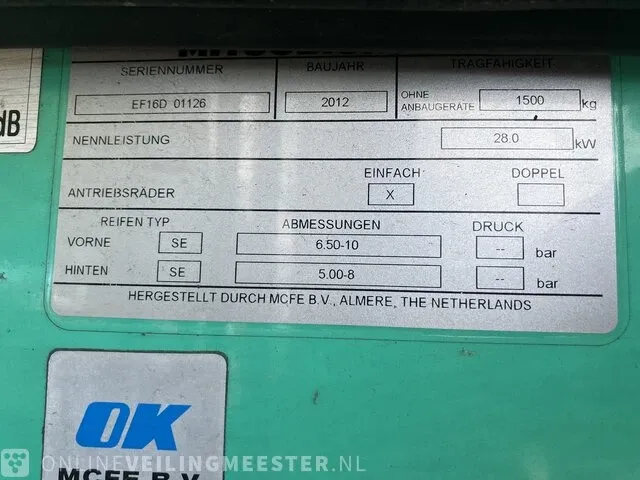 SERIENNUMMER BAUJAHR TRAGFÄHIGKEIT
EF16D 01126 2012 OHNE ANBAUGERÄTE 1500 kg
NENNLEISTUNG 28.0 kW
EINFACH DOPPEL
ANTRIEBSRÄDER X
REIFEN TYP ABMESSUNGEN DRUCK
VORNE SE 6.50-10 -- bar
HINTEN SE 5.00-8 -- bar
HERGESTELLT DURCH MCFE B.V., ALMERE, THE NETHERLANDS
dB
OK
MCFE B.V.
ONLINEVEILINGMEESTER.NL